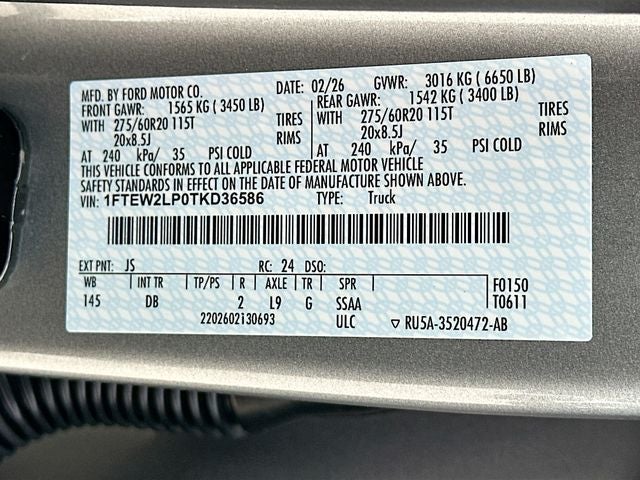 MFD. BY FORD MOTOR CO. DATE: 02/26 GVWR: 3016 KG ( 6650 LB)
FRONT GAWR: 1565 KG ( 3450 LB) REAR GAWR: 1542 KG ( 3400 LB)
WITH 275/60R20 115T TIRES WITH 275/60R20 115T TIRES
20x8.5J RIMS 20x8.5J RIMS
AT 240 kPa/ 35 PSI COLD AT 240 kPa/ 35 PSI COLD
THIS VEHICLE CONFORMS TO ALL APPLICABLE FEDERAL MOTOR VEHICLE
SAFETY STANDARDS IN EFFECT ON THE DATE OF MANUFACTURE SHOWN ABOVE.
VIN: 1FTEW2LP0TKD36586 TYPE: Truck
EXT PNT: JS RC: 24 DSO:
WB INT TR TP/PS R AXLE TR SPR F0150
145 DB 2 L9 G SSAA T0611
2202602130693 ULC ▽ RU5A-3520472-AB